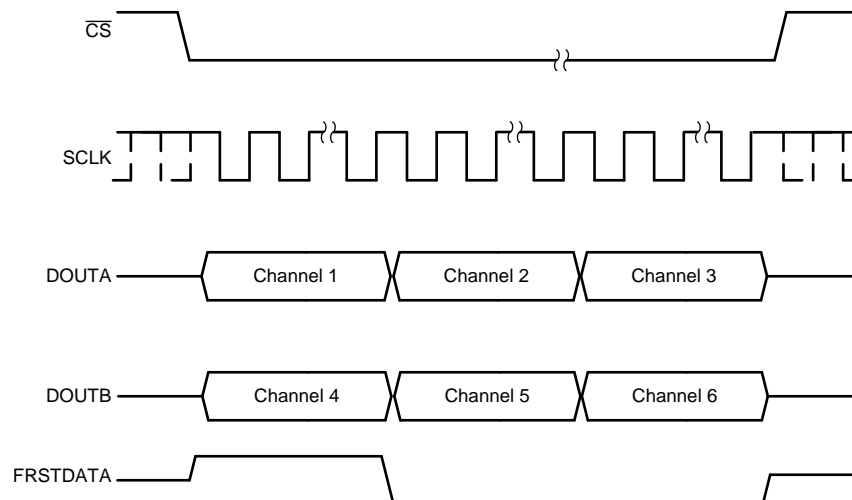 CS
SCLK
DOUTA Channel 1 Channel 2 Channel 3
DOUTB Channel 4 Channel 5 Channel 6
FRSTDATA